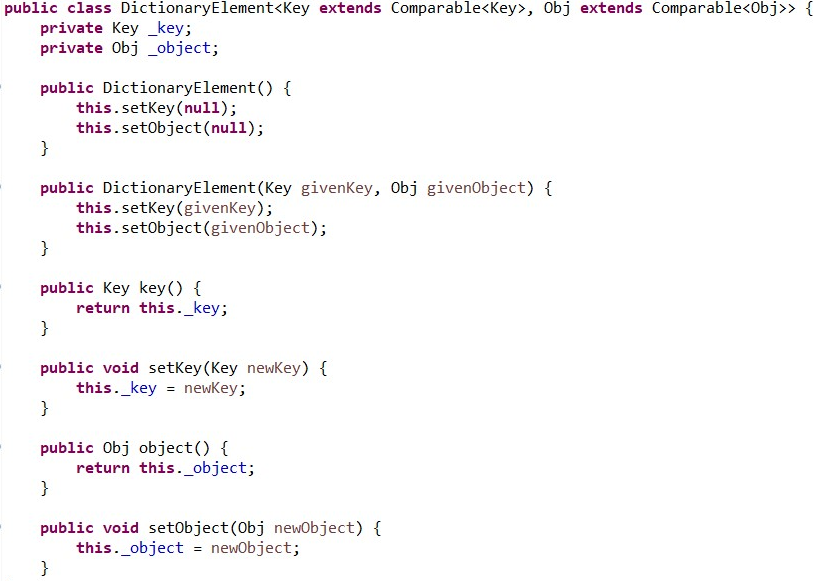 public class DictionaryElement<Key extends Comparable<Key>, Obj extends Comparable<Obj>> {
    private Key _key;
    private Obj _object;

    public DictionaryElement() {
        this.setKey(null);
        this.setObject(null);
    }

    public DictionaryElement(Key givenKey, Obj givenObject) {
        this.setKey(givenKey);
        this.setObject(givenObject);
    }

    public Key key() {
        return this._key;
    }

    public void setKey(Key newKey) {
        this._key = newKey;
    }

    public Obj object() {
        return this._object;
    }

    public void setObject(Obj newObject) {
        this._object = newObject;
    }